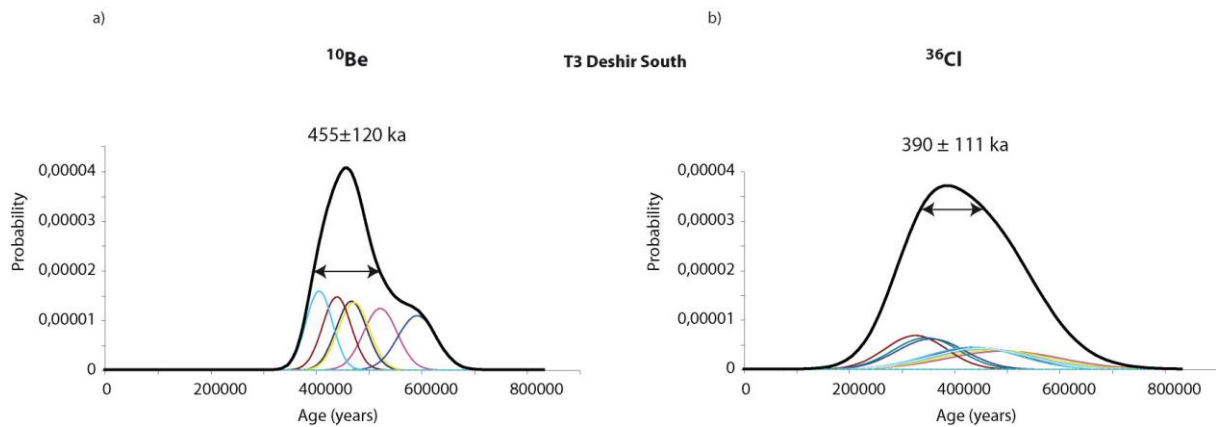 a)
b)
¹⁰Be
T3 Deshir South
³⁶Cl
455±120 ka
390 ± 111 ka
0,00004
0,00003
0,00002
0,00001
0
Probability
0 200000 400000 600000 800000
Age (years)
0,00004
0,00003
0,00002
0,00001
0
Probability
0 200000 400000 600000 800000
Age (years)